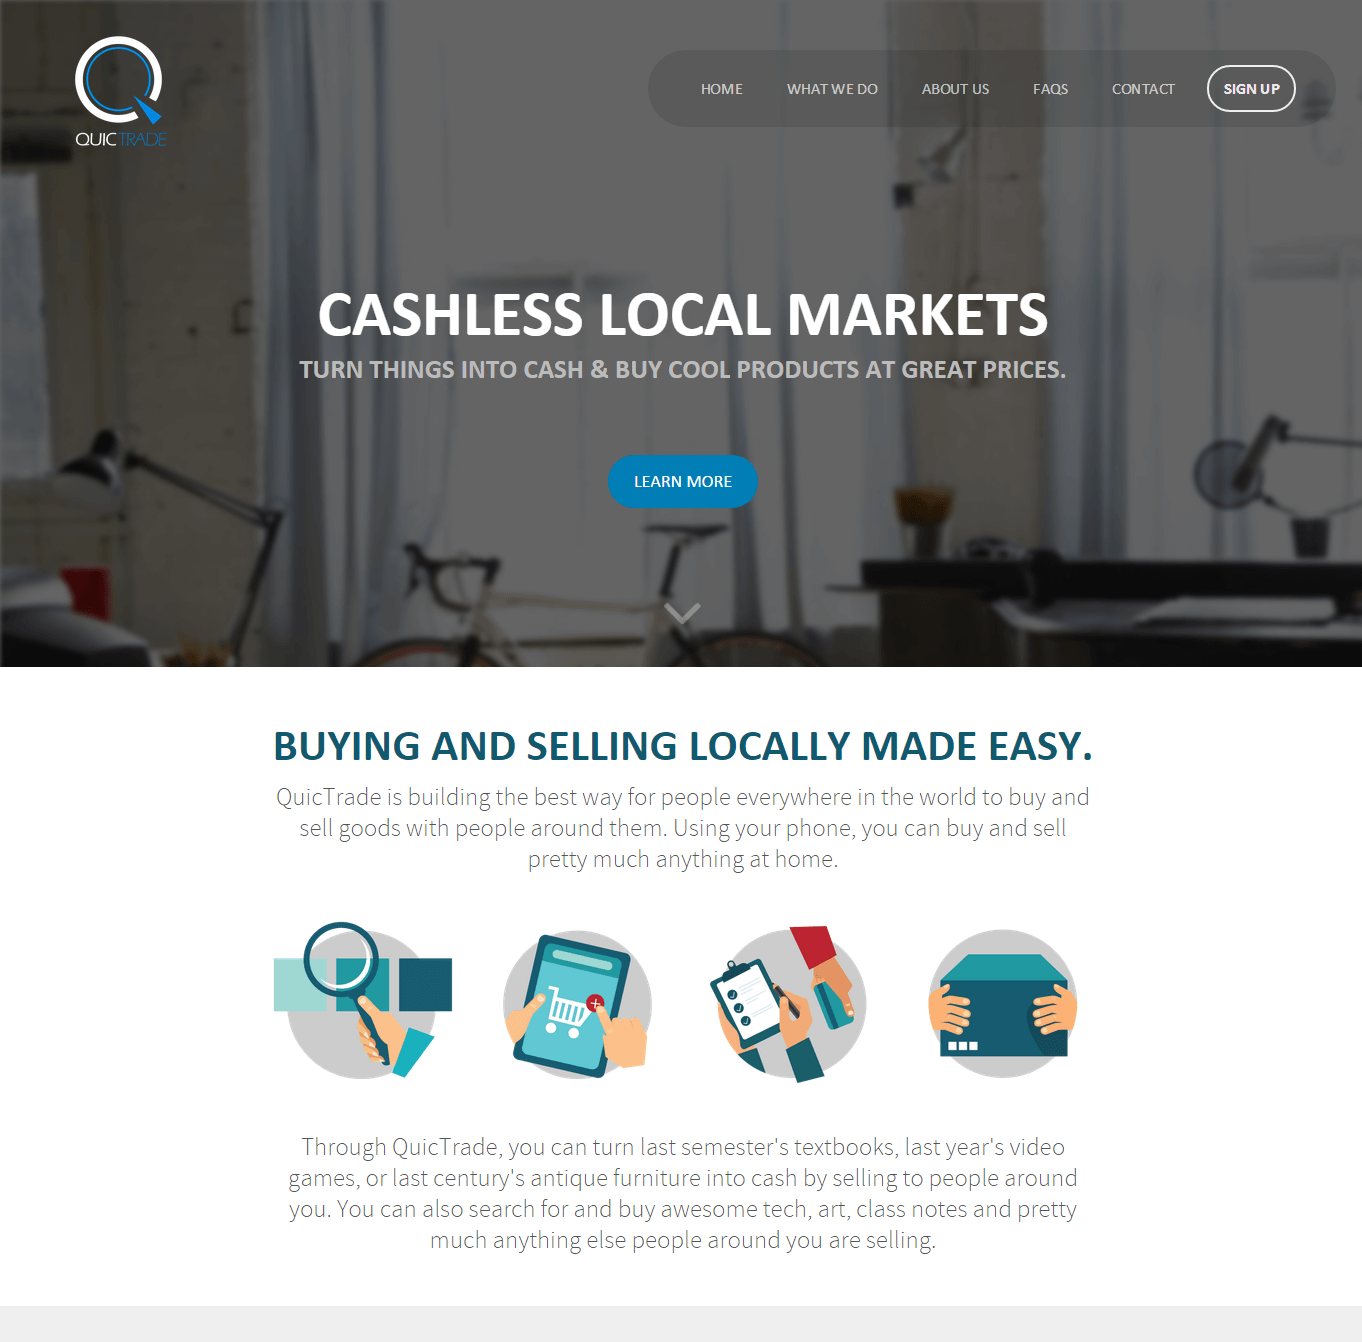 QUICTRADE
HOME WHAT WE DO ABOUT US FAQS CONTACT SIGN UP
CASHLESS LOCAL MARKETS
TURN THINGS INTO CASH & BUY COOL PRODUCTS AT GREAT PRICES.
LEARN MORE
BUYING AND SELLING LOCALLY MADE EASY.
QuicTrade is building the best way for people everywhere in the world to buy and
sell goods with people around them. Using your phone, you can buy and sell
pretty much anything at home.
Through QuicTrade, you can turn last semester's textbooks, last year's video
games, or last century's antique furniture into cash by selling to people around
you. You can also search for and buy awesome tech, art, class notes and pretty
much anything else people around you are selling.